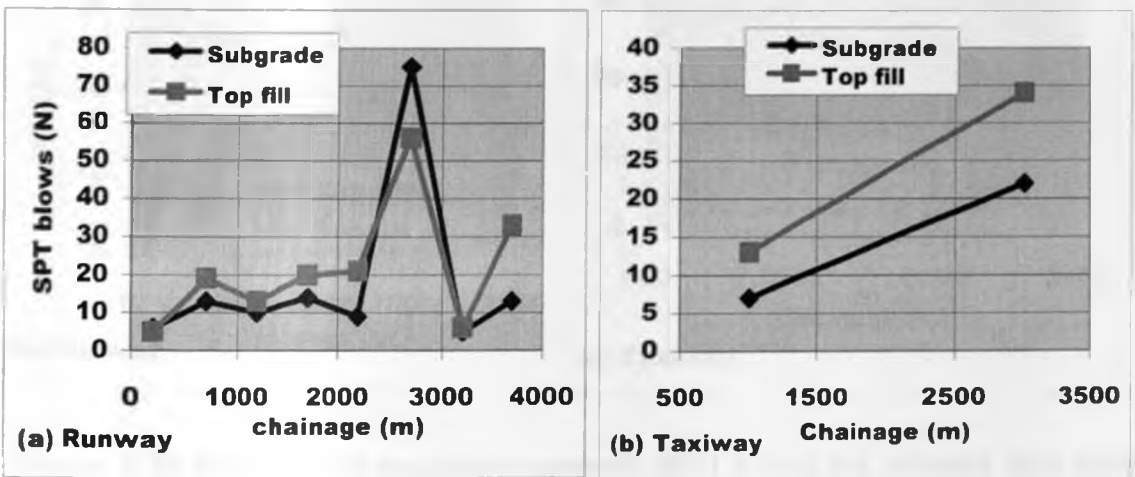 80
70
60
50
40
30
20
10
0
SPT blows (N)
Subgrade
Top fill
0 1000 2000 3000 4000
chainage (m)
(a) Runway
40
35
30
25
20
15
10
5
0
Subgrade
Top fill
500 1500 2500 3500
Chainage (m)
(b) Taxiway